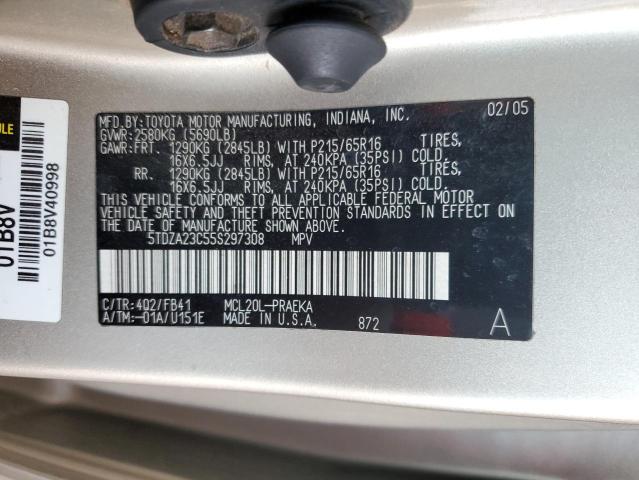 MFD.BY:TOYOTA MOTOR MANUFACTURING, INDIANA, INC. 02/05
GVWR:2580KG (5690LB)
GAWR:FRT. 1290KG (2845LB) WITH P215/65R16 TIRES,
16X6.5JJ RIMS, AT 240KPA (35PSI) COLD.
RR. 1290KG (2845LB) WITH P215/65R16 TIRES,
16X6.5JJ RIMS, AT 240KPA (35PSI) COLD.
THIS VEHICLE CONFORMS TO ALL APPLICABLE FEDERAL MOTOR
VEHICLE SAFETY AND THEFT PREVENTION STANDARDS IN EFFECT ON
THE DATE OF MANUFACTURE SHOWN ABOVE.
5TDZA23C55S297308 MPV
C/TR:4Q2/FB41 MCL20L-PRAEKA
A/TM:-01A/U151E MADE IN U.S.A. 872 A
01B8V
01B8V40998